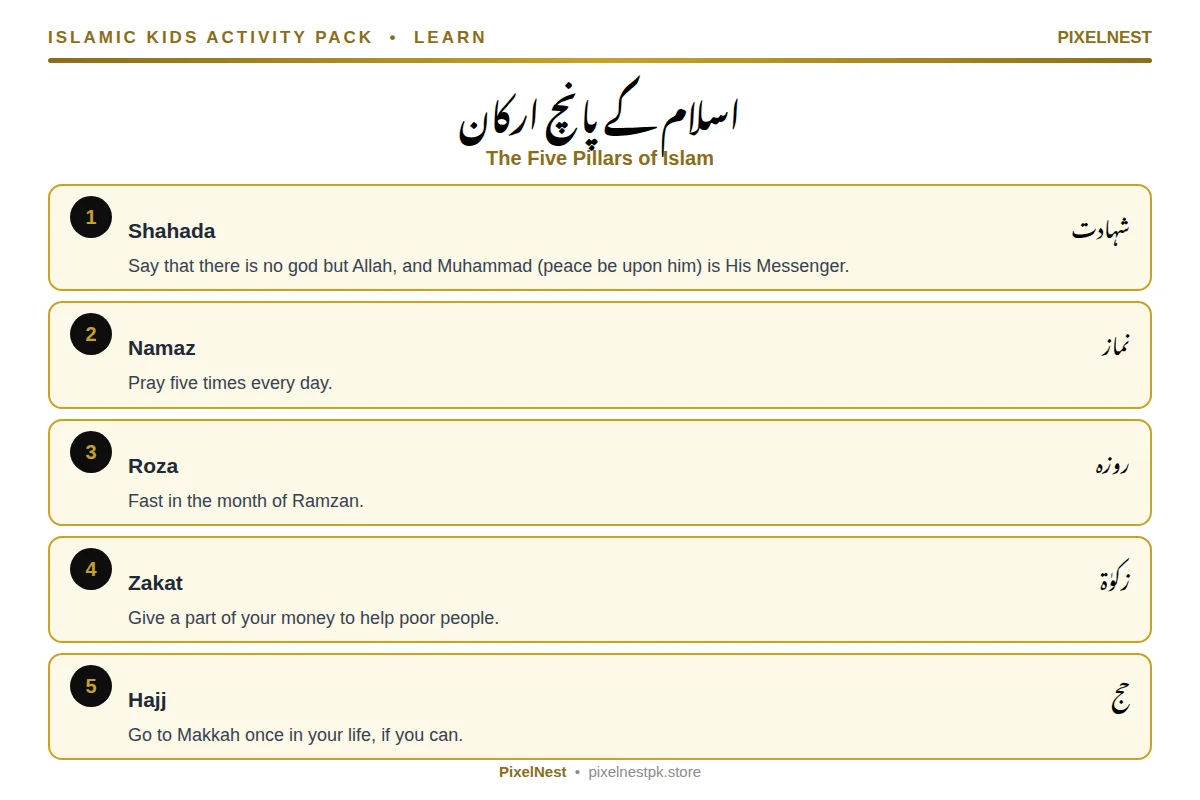 ISLAMIC KIDS ACTIVITY PACK • LEARN PIXELNEST
اسلام کے پانچ ارکان
The Five Pillars of Islam
1 Shahada شہادت
Say that there is no god but Allah, and Muhammad (peace be upon him) is His Messenger.
2 Namaz نماز
Pray five times every day.
3 Roza روزہ
Fast in the month of Ramzan.
4 Zakat زکوٰۃ
Give a part of your money to help poor people.
5 Hajj حج
Go to Makkah once in your life, if you can.
PixelNest • pixelnestpk.store